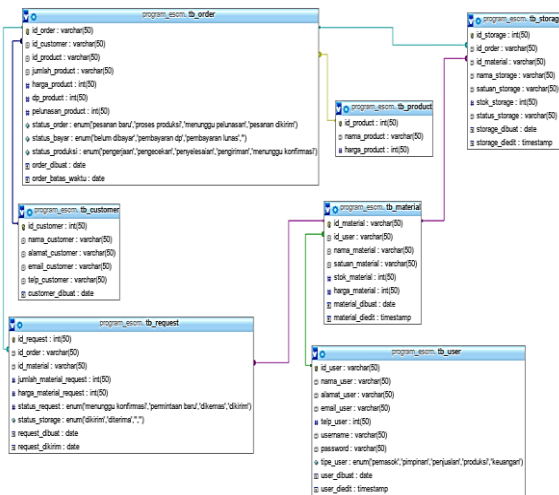 program_escm. tb_order
id_order : varchar(50)
id_customer : varchar(50)
id_product : varchar(50)
jumlah_product : varchar(50)
harga_product : int(50)
dp_product : int(50)
pelunasan_product : int(50)
status_order : enum('pesanan baru','proses produksi','menunggu pelunasan','pesanan dikirim')
status_bayar : enum('belum dibayar','pembayaran dp','pembayaran lunas','')
status_produksi : enum('pengerjaan','pengecekan','penyelesaian','pengiriman','menunggu konfirmasi')
order_dibuat : date
order_batas_waktu : date
program_escm. tb_storage
id_storage : int(50)
id_order : varchar(50)
id_material : varchar(50)
nama_storage : varchar(50)
satuan_storage : varchar(50)
stok_storage : int(50)
status_storage : varchar(50)
storage_dibuat : date
storage_diedit : timestamp
program_escm. tb_product
id_product : int(50)
nama_product : varchar(50)
harga_product : int(50)
program_escm. tb_customer
id_customer : int(50)
nama_customer : varchar(50)
alamat_customer : varchar(50)
email_customer : varchar(50)
telp_customer : varchar(50)
customer_dibuat : date
program_escm. tb_material
id_material : varchar(50)
id_user : varchar(50)
nama_material : varchar(50)
satuan_material : varchar(50)
stok_material : int(50)
harga_material : int(50)
material_dibuat : date
material_diedit : timestamp
program_escm. tb_request
id_request : int(50)
id_order : varchar(50)
id_material : varchar(50)
jumlah_material_request : int(50)
harga_material_request : int(50)
status_request : enum('menunggu konfirmasi','permintaan baru','dikemas','dikirim')
status_storage : enum('dikirim','diterima','','')
request_dibuat : date
request_dikirim : date
program_escm. tb_user
id_user : varchar(50)
nama_user : varchar(50)
alamat_user : varchar(50)
email_user : varchar(50)
telp_user : int(50)
username : varchar(50)
password : varchar(50)
tipe_user : enum('pemasok','pimpinan','penjualan','produksi','keuangan')
user_dibuat : date
user_diedit : timestamp